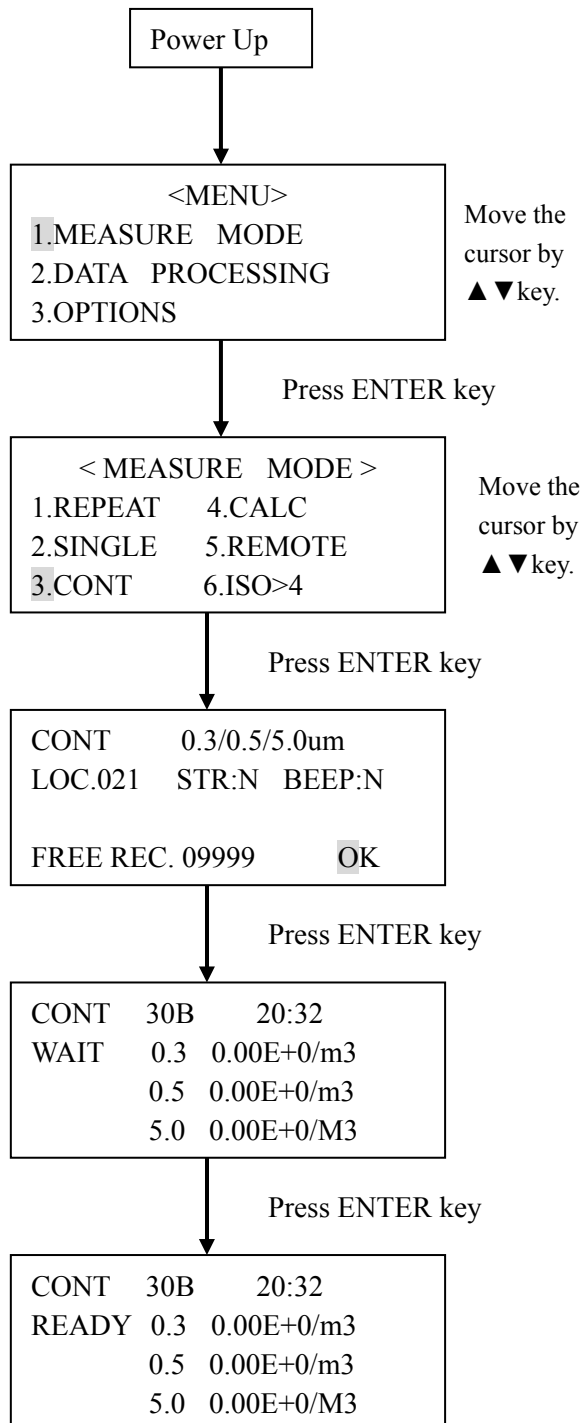 Power Up
<MENU>
1.MEASURE MODE
2.DATA PROCESSING
3.OPTIONS
Move the
cursor by
▲▼key.
Press ENTER key
< MEASURE MODE >
1.REPEAT 4.CALC
2.SINGLE 5.REMOTE
3.CONT 6.ISO>4
Move the
cursor by
▲▼key.
Press ENTER key
CONT 0.3/0.5/5.0um
LOC.021 STR:N BEEP:N
FREE REC. 09999 OK
Press ENTER key
CONT 30B 20:32
WAIT 0.3 0.00E+0/m3
0.5 0.00E+0/m3
5.0 0.00E+0/M3
Press ENTER key
CONT 30B 20:32
READY 0.3 0.00E+0/m3
0.5 0.00E+0/m3
5.0 0.00E+0/M3